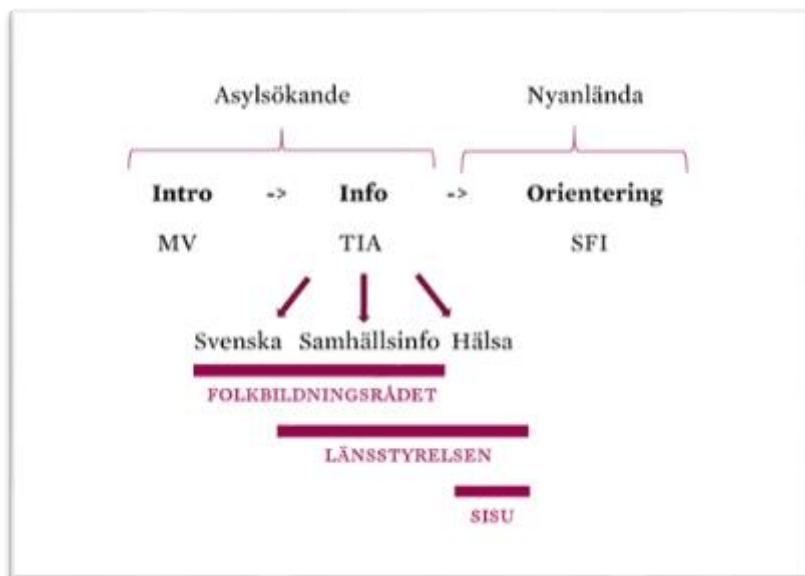 Asylsökande Nyanlända
Intro -> Info -> Orientering
MV TIA SFI
Svenska Samhällsinfo Hälsa
FOLKBILDNINGSRÅDET
LÄNSSTYRELSEN
SISU